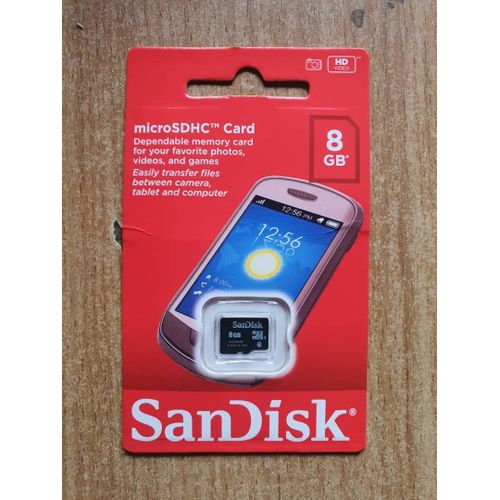 HD
VIDEO
microSDHC™ Card
Dependable memory card
for your favorite photos,
videos, and games
Easily transfer files
between camera,
tablet and computer
8
GB*
12:56 PM
12:56
SanDisk
8GB
SanDisk